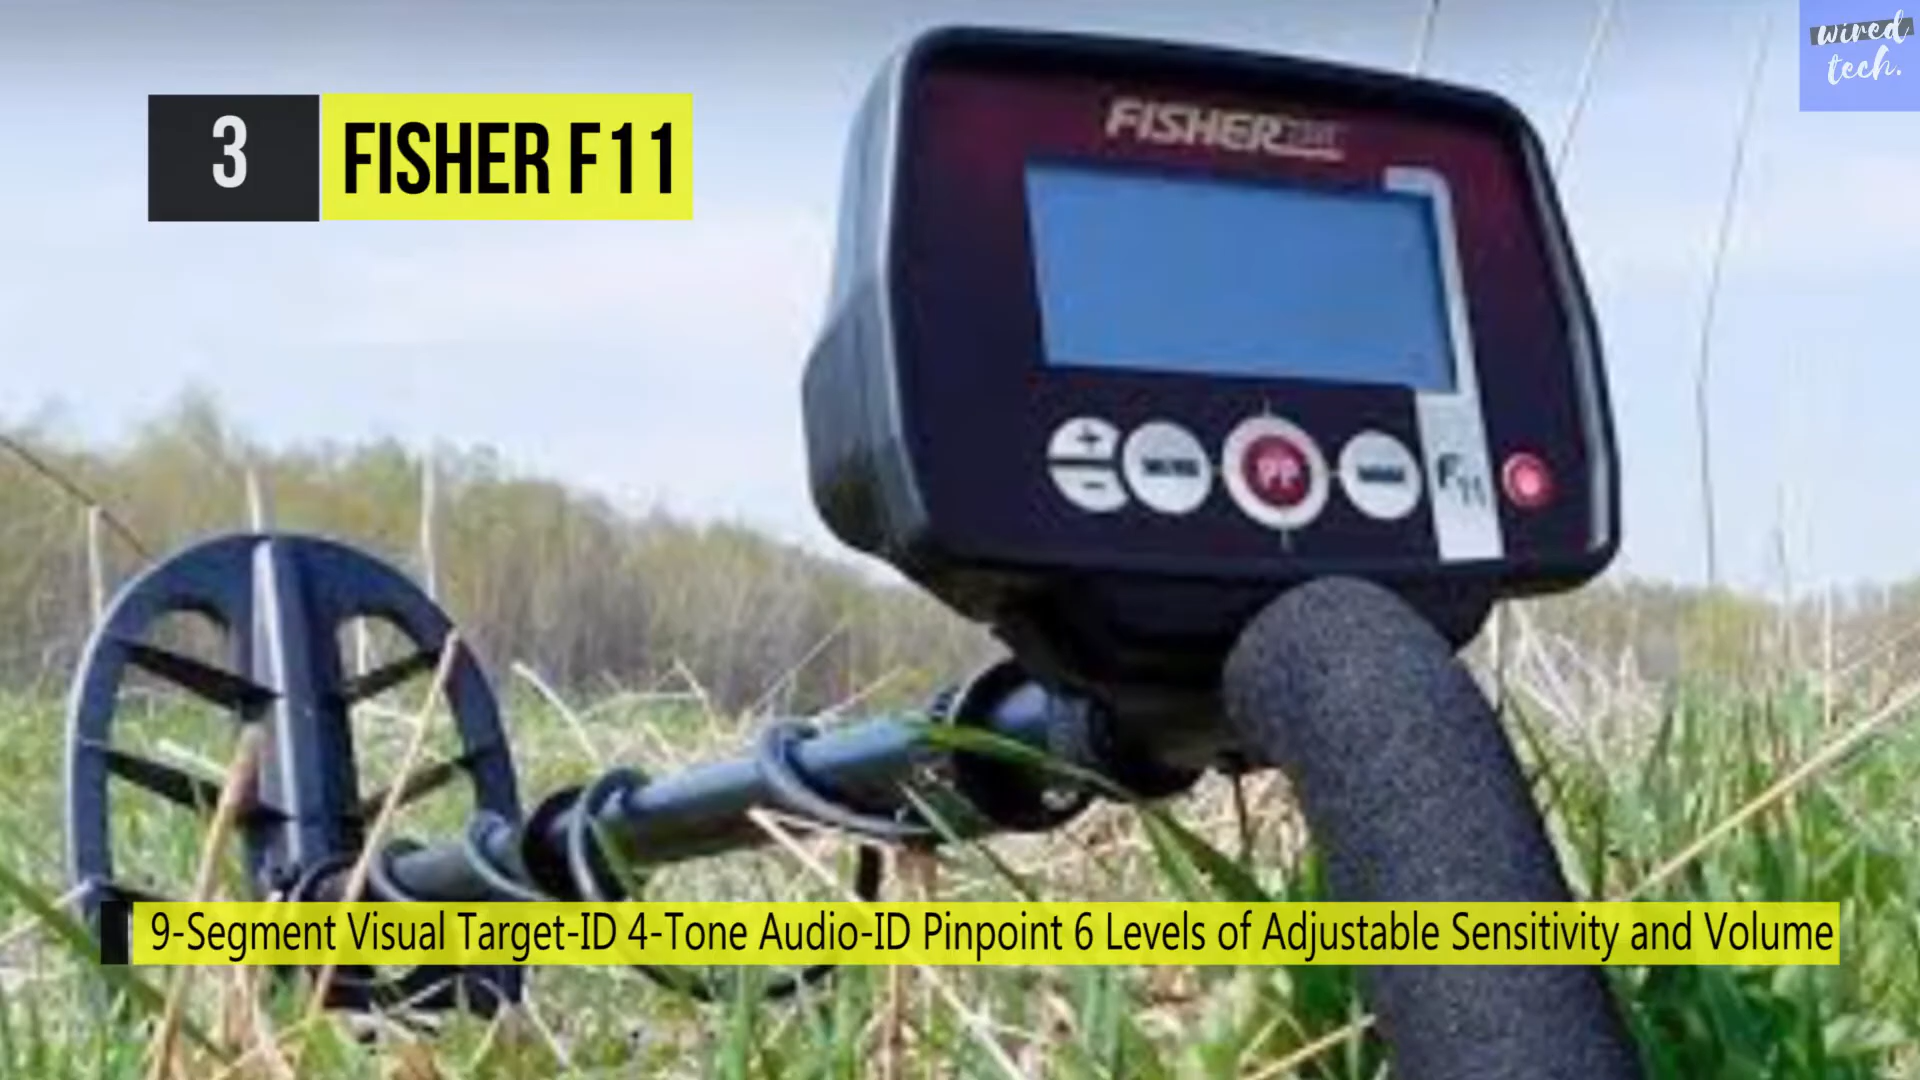 wired
tech.
3 FISHER F11
FISHER
+
-
PP
F11
9-Segment Visual Target-ID 4-Tone Audio-ID Pinpoint 6 Levels of Adjustable Sensitivity and Volume